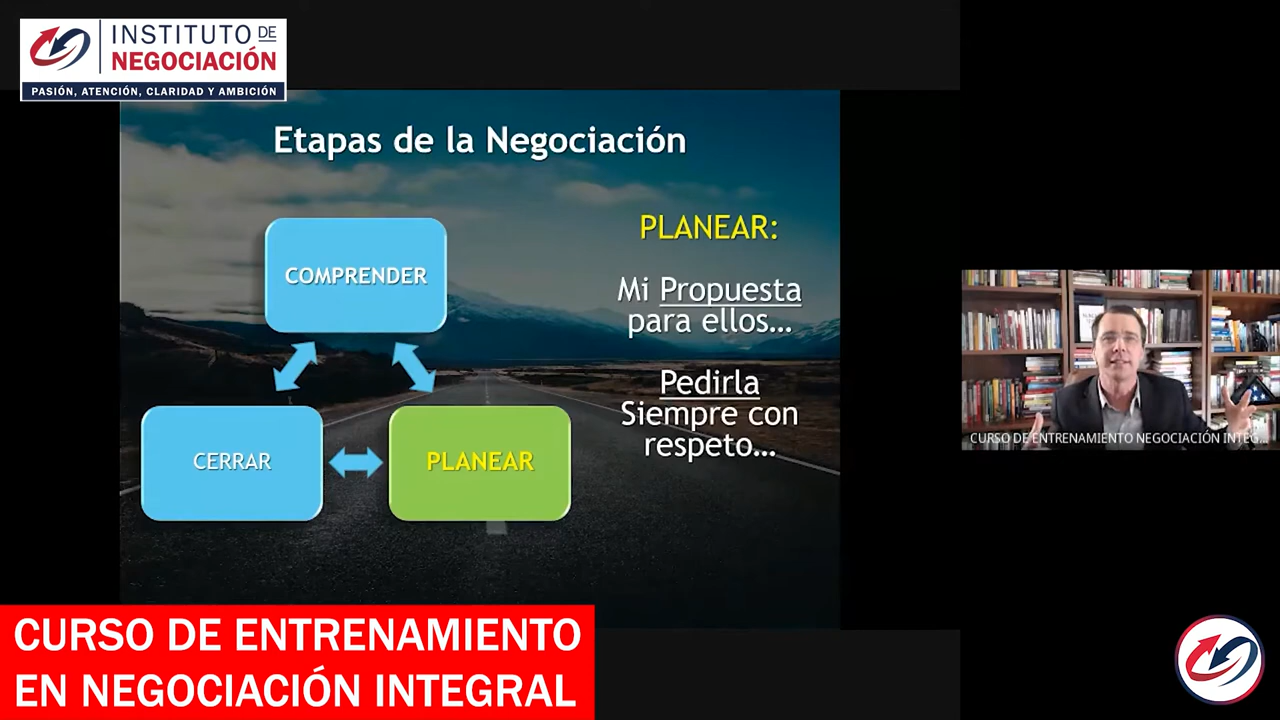 INSTITUTO DE
NEGOCIACIÓN
PASIÓN, ATENCIÓN, CLARIDAD Y AMBICIÓN
Etapas de la Negociación
COMPRENDER
CERRAR
PLANEAR
PLANEAR:
Mi Propuesta
para ellos...
Pedirla
Siempre con
respeto...
CURSO DE ENTRENAMIENTO NEGOCIACIÓN INTEG...
CURSO DE ENTRENAMIENTO
EN NEGOCIACIÓN INTEGRAL